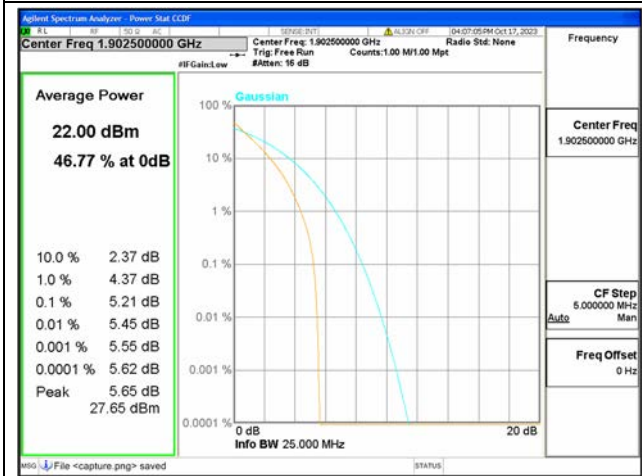 Agilent Spectrum Analyzer - Power Stat CCDF
RL RF 50 Ω AC SENSE:INT ALIGN OFF 04:07:05 PM Oct 17, 2023
Center Freq 1.902500000 GHz
Center Freq: 1.902500000 GHz Radio Std: None
Trig: Free Run Counts:1.00 M/1.00 Mpt
#IFGain:Low #Atten: 16 dB
Frequency
Average Power
22.00 dBm
46.77 % at 0dB
10.0 % 2.37 dB
1.0 % 4.37 dB
0.1 % 5.21 dB
0.01 % 5.45 dB
0.001 % 5.55 dB
0.0001 % 5.62 dB
Peak 5.65 dB
27.65 dBm
Gaussian
100 %
10 %
1 %
0.1 %
0.01 %
0.001 %
0.0001 %
0 dB 20 dB
Info BW 25.000 MHz
Center Freq
1.902500000 GHz
CF Step
5.000000 MHz
Auto Man
Freq Offset
0 Hz
MSG File <capture.png> saved STATUS